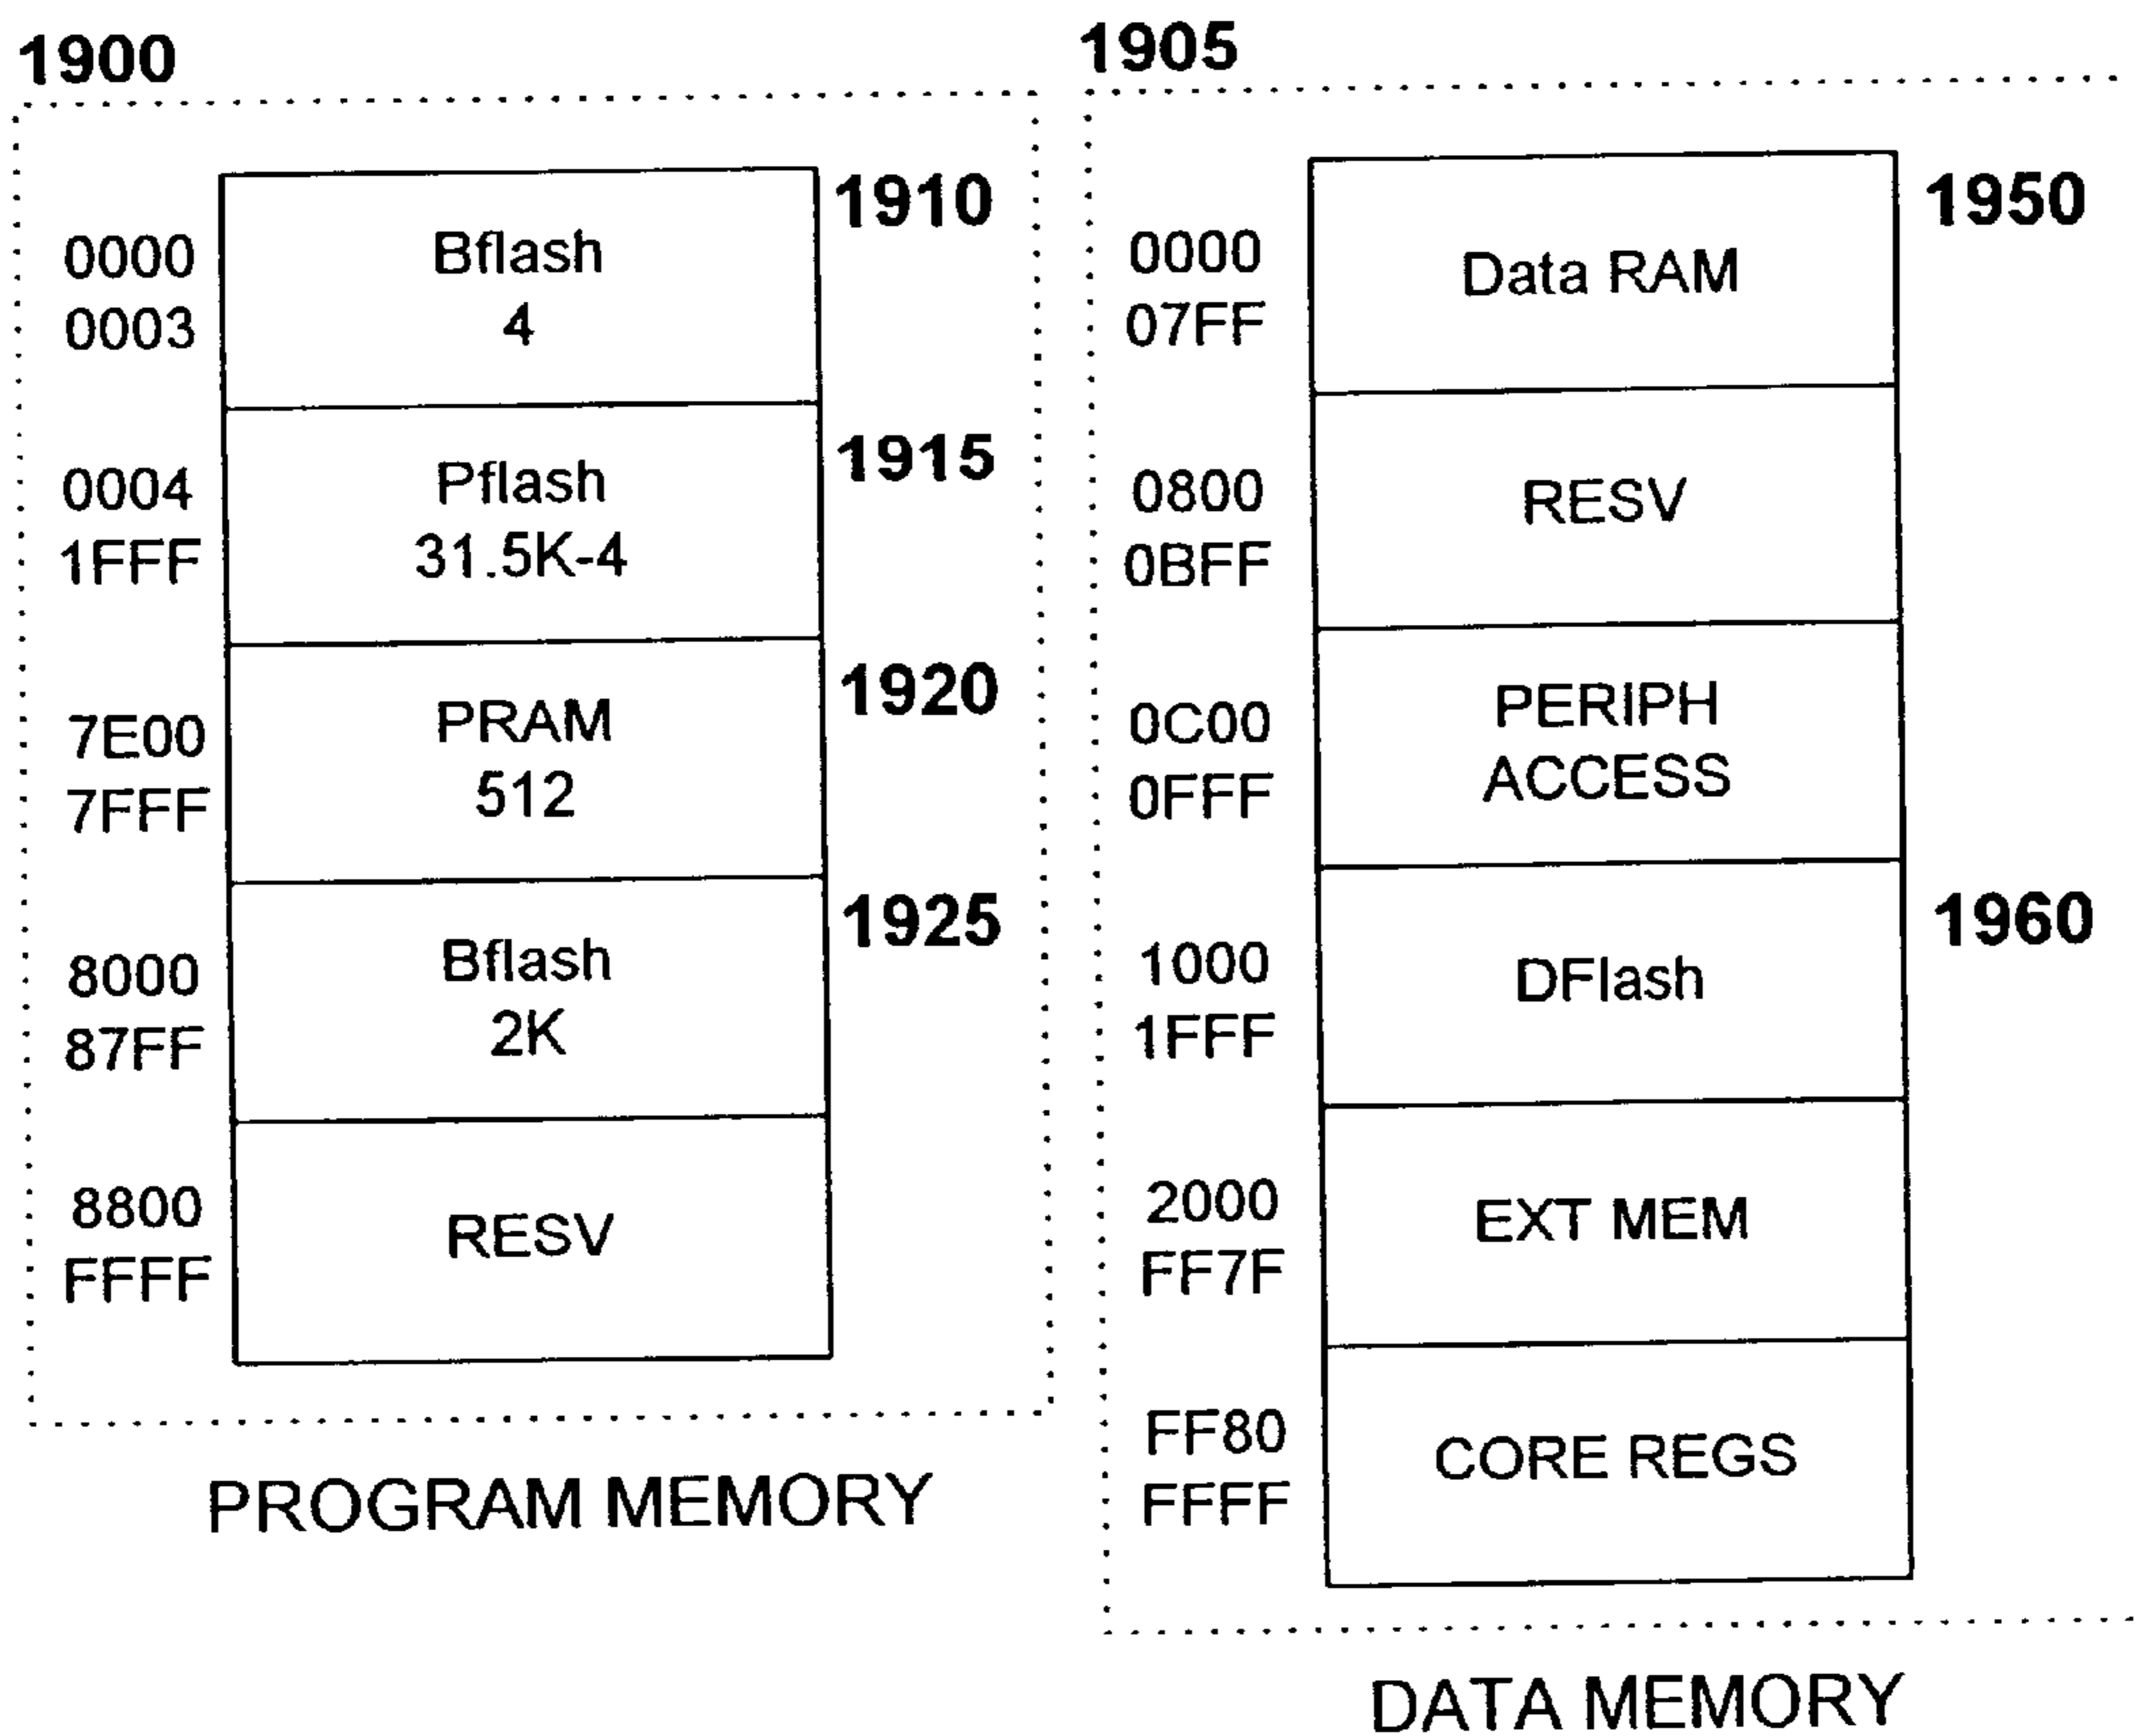 1900
0000
0003
Bflash
4
1910
0004
1FFF
Pflash
31.5K-4
1915
7E00
7FFF
PRAM
512
1920
8000
87FF
Bflash
2K
1925
8800
FFFF
RESV
PROGRAM MEMORY
1905
0000
07FF
Data RAM
1950
0800
0BFF
RESV
0C00
0FFF
PERIPH
ACCESS
1000
1FFF
DFlash
1960
2000
FF7F
EXT MEM
FF80
FFFF
CORE REGS
DATA MEMORY